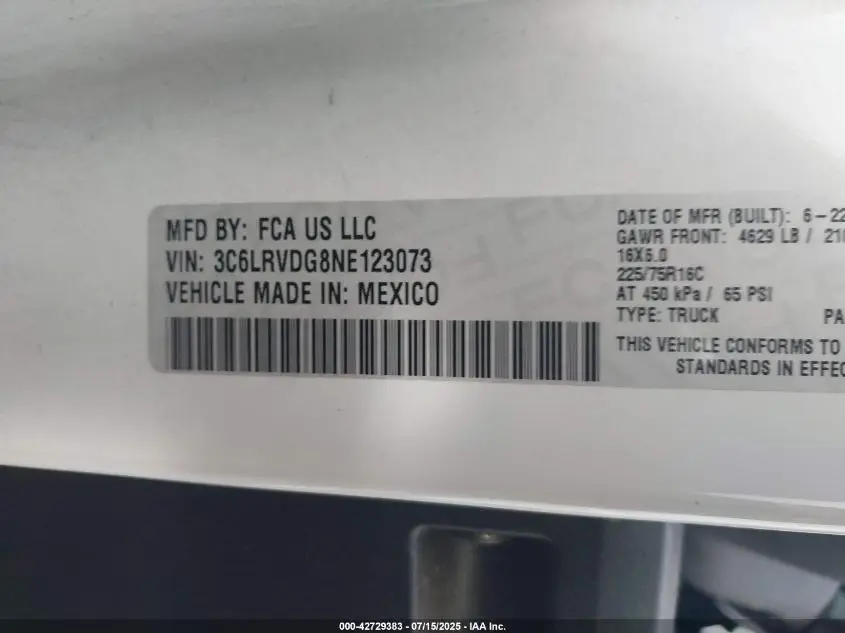 MFD BY: FCA US LLC
VIN: 3C6LRVDG8NE123073
VEHICLE MADE IN: MEXICO
DATE OF MFR (BUILT): 6-22
GAWR FRONT: 4629 LB / 210
16X6.0
225/75R16C
AT 450 kPa / 65 PSI
TYPE: TRUCK PA
THIS VEHICLE CONFORMS TO
STANDARDS IN EFFEC
000-42729383 - 07/15/2025 - IAA Inc.